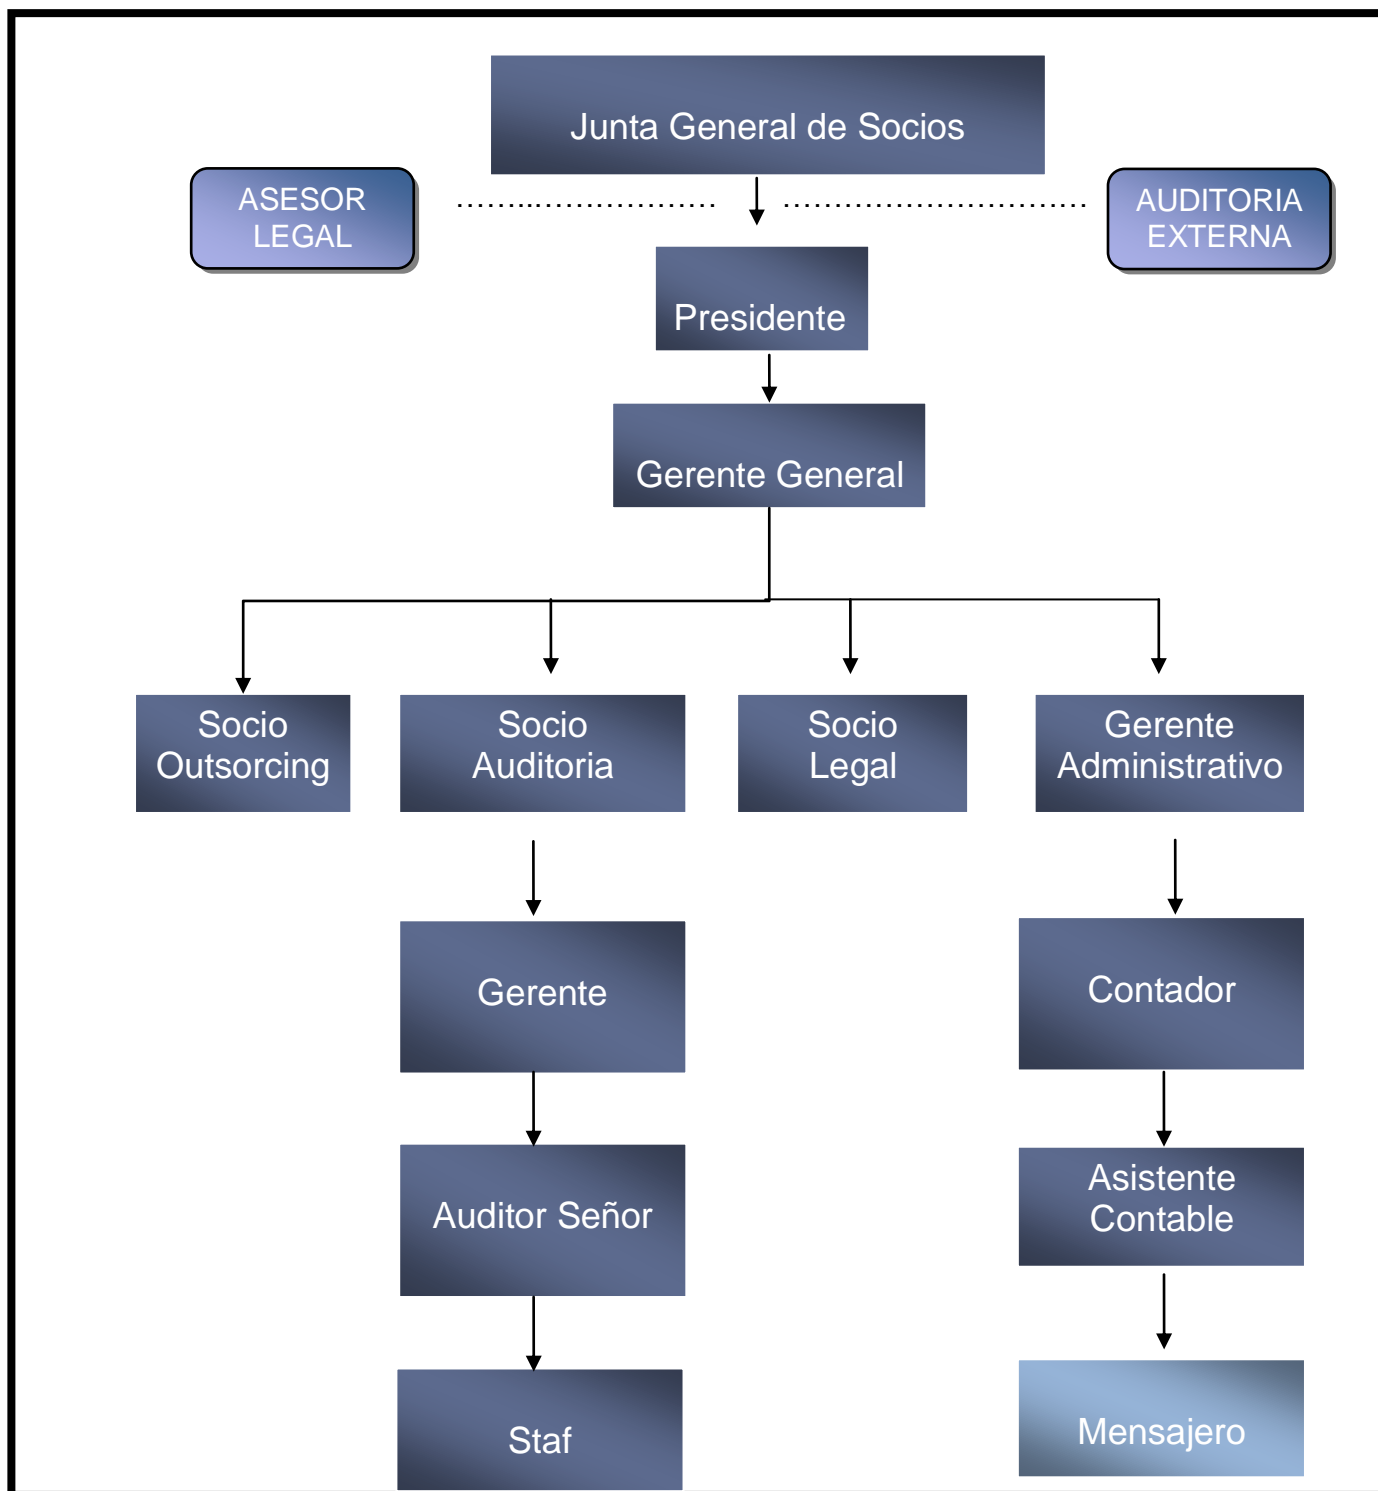 Junta General de Socios
ASESOR
LEGAL
AUDITORIA
EXTERNA
Presidente
Gerente General
Socio
Outsorcing
Socio
Auditoria
Socio
Legal
Gerente
Administrativo
Gerente
Contador
Auditor Señor
Asistente
Contable
Staf
Mensajero